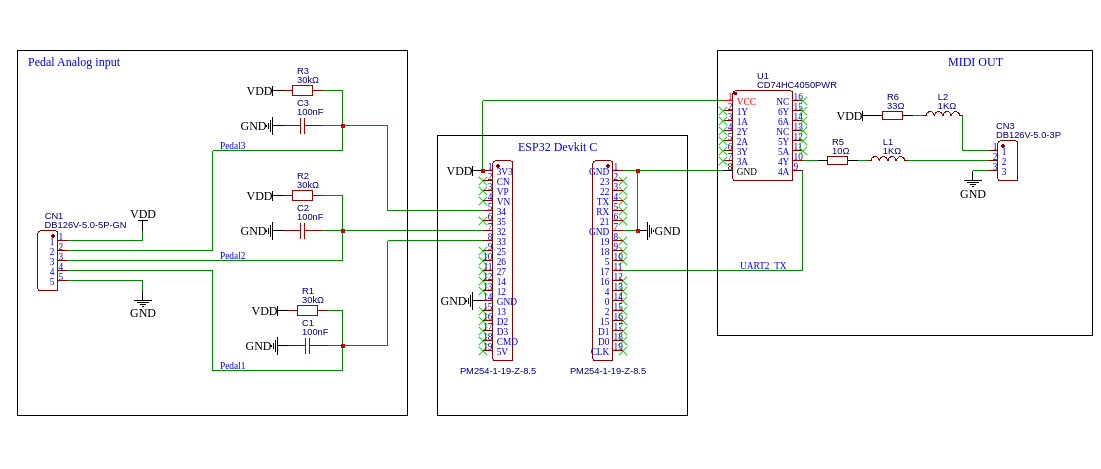 Pedal Analog input
R3
30kΩ
VDD
C3
100nF
GND
Pedal3
R2
30kΩ
VDD
C2
100nF
GND
Pedal2
CN1
DB126V-5.0-5P-GN
VDD
1 1
2 2
3 3
4 4
5 5
GND
R1
30kΩ
VDD
C1
100nF
GND
Pedal1
ESP32 Devkit C
VDD
GND
1 3V3
2 CN
3 VP
4 VN
5 34
6 35
7 32
8 33
9 25
10 26
11 27
12 14
13 12
14 GND
15 13
16 D2
17 D3
18 CMD
19 5V
PM254-1-19-Z-8.5
GND 1
23 2
22 3
TX 4
RX 5
21 6
GND 7
19 8
18 9
5 10
17 11
16 12
4 13
0 14
2 15
15 16
D1 17
D0 18
CLK 19
PM254-1-19-Z-8.5
GND
MIDI OUT
U1
CD74HC4050PWR
1 VCC NC 16
2 1Y 6Y 15
3 1A 6A 14
4 2Y NC 13
5 2A 5Y 12
6 3Y 5A 11
7 3A 4Y 10
8 GND 4A 9
UART2_TX
R6
33Ω
L2
1KΩ
VDD
R5
10Ω
L1
1KΩ
CN3
DB126V-5.0-3P
1 1
2 2
3 3
GND